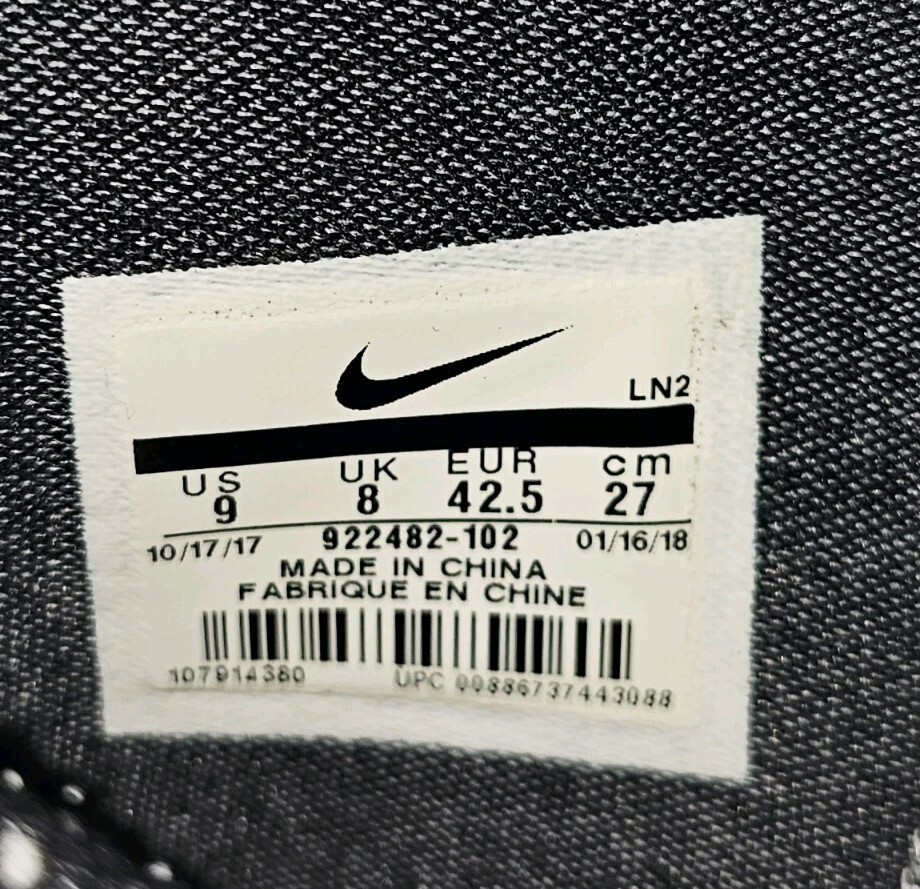 LN2
US UK EUR cm
9 8 42.5 27
10/17/17 922482-102 01/16/18
MADE IN CHINA
FABRIQUE EN CHINE
107914380 UPC 00886737443088